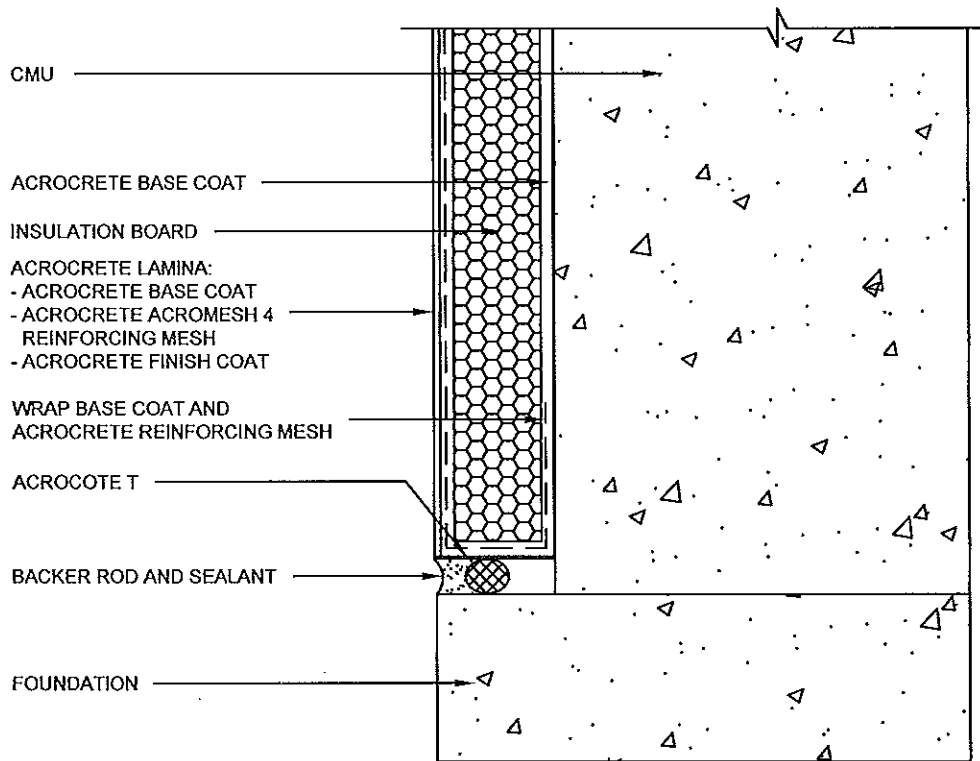 CMU
ACROCRETE BASE COAT
INSULATION BOARD
ACROCRETE LAMINA:
- ACROCRETE BASE COAT
- ACROCRETE ACROMESH 4
REINFORCING MESH
- ACROCRETE FINISH COAT
WRAP BASE COAT AND
ACROCRETE REINFORCING MESH
ACROCOTE T
BACKER ROD AND SEALANT
FOUNDATION